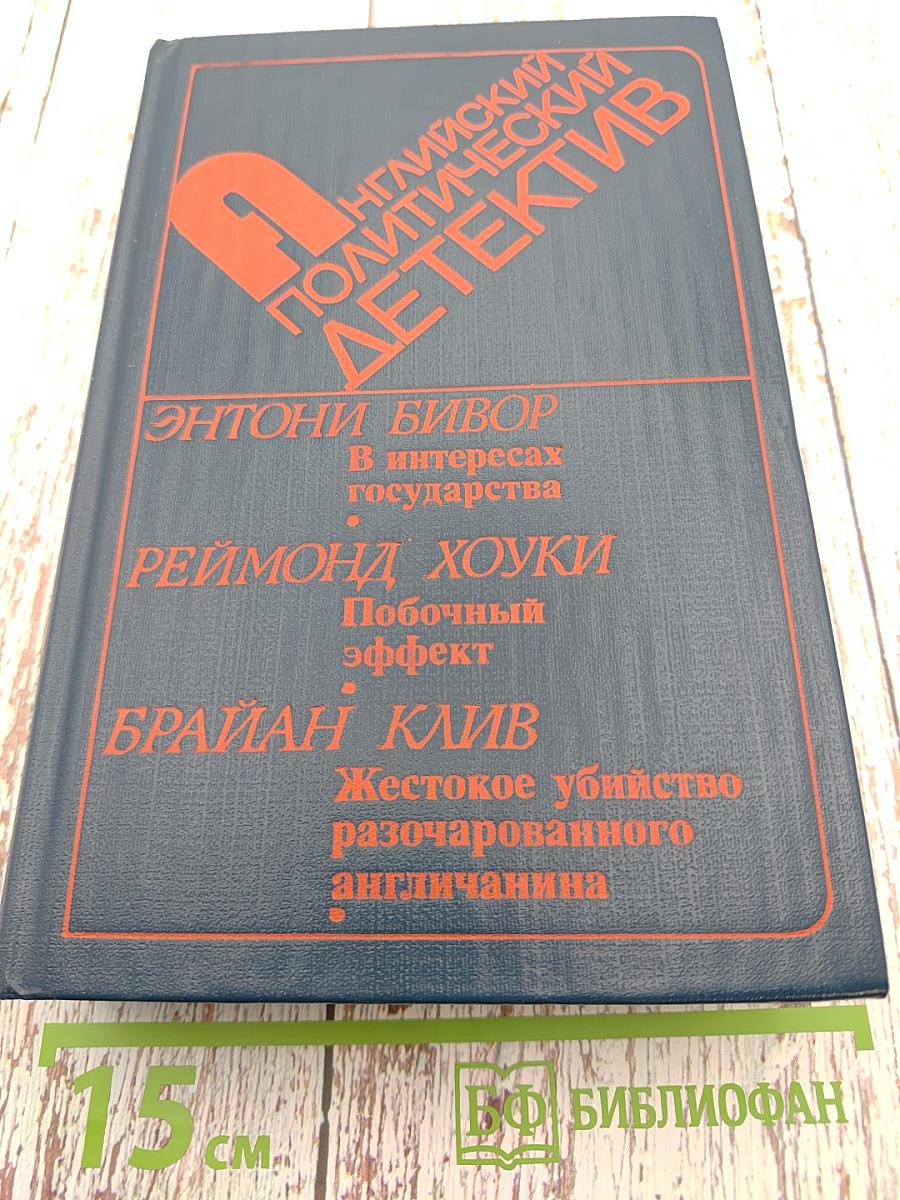 АНГЛИЙСКИЙ
ПОЛИТИЧЕСКИЙ
ДЕТЕКТИВ
ЭНТОНИ БИВОР
В интересах
государства
РЕЙМОНД ХОУКИ
Побочный
эффект
БРАЙАН КЛИВ
Жестокое убийство
разочарованного
англичанина
15 см
БФ БИБЛИОФАН